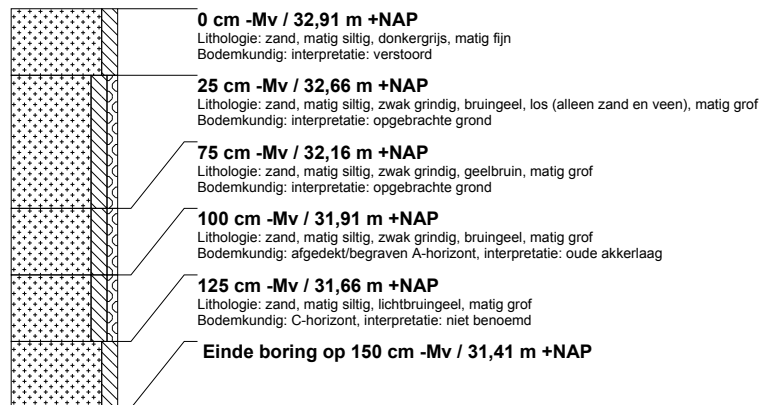 0 cm -Mv / 32,91 m +NAP
Lithologie: zand, matig siltig, donkergrijs, matig fijn
Bodemkundig: interpretatie: verstoord
25 cm -Mv / 32,66 m +NAP
Lithologie: zand, matig siltig, zwak grindig, bruingeel, los (alleen zand en veen), matig grof
Bodemkundig: interpretatie: opgebrachte grond
75 cm -Mv / 32,16 m +NAP
Lithologie: zand, matig siltig, zwak grindig, geelbruin, matig grof
Bodemkundig: interpretatie: opgebrachte grond
100 cm -Mv / 31,91 m +NAP
Lithologie: zand, matig siltig, zwak grindig, bruingeel, matig grof
Bodemkundig: afgedekt/begraven A-horizont, interpretatie: oude akkerlaag
125 cm -Mv / 31,66 m +NAP
Lithologie: zand, matig siltig, lichtbruingeel, matig grof
Bodemkundig: C-horizont, interpretatie: niet benoemd
Einde boring op 150 cm -Mv / 31,41 m +NAP